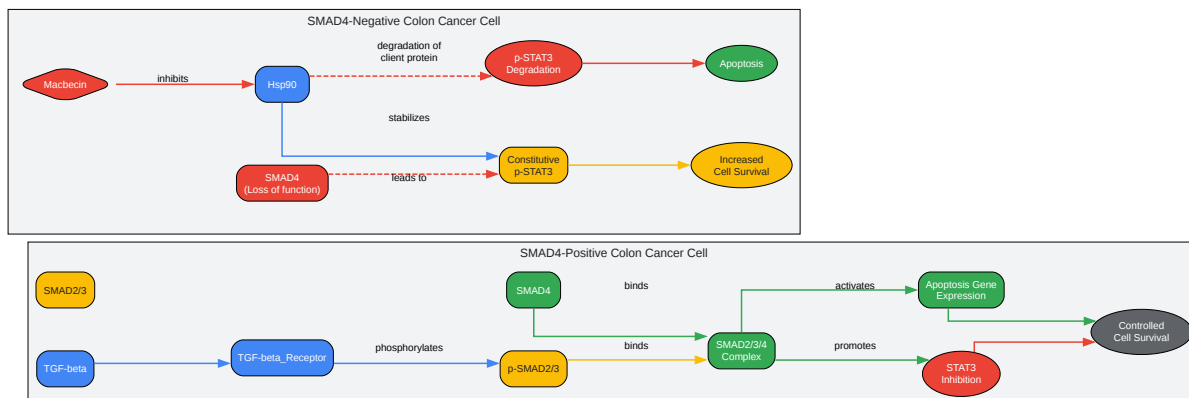 SMAD4-Negative Colon Cancer Cell
degradation of
client protein
p-STAT3
Degradation
Apoptosis
Macbecin
inhibits
Hsp90
stabilizes
Constitutive
p-STAT3
Increased
Cell Survival
SMAD4
(Loss of function)
leads to
SMAD4-Positive Colon Cancer Cell
SMAD2/3
SMAD4
binds
activates
Apoptosis Gene
Expression
Controlled
Cell Survival
TGF-beta
TGF-beta_Receptor
phosphorylates
p-SMAD2/3
binds
SMAD2/3/4
Complex
promotes
STAT3
Inhibition